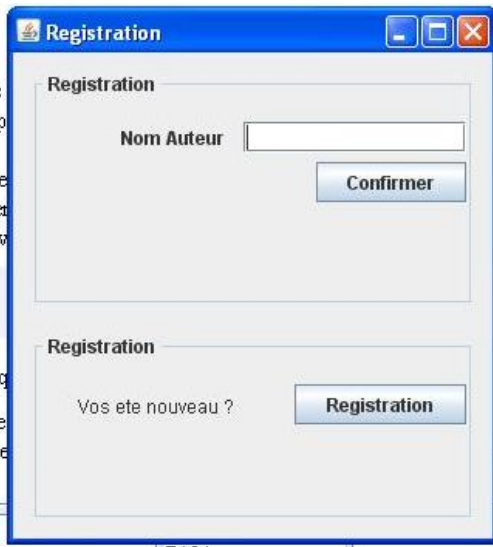 Registration
Registration
Nom Auteur
Confirmer
Registration
Vos ete nouveau ?
Registration